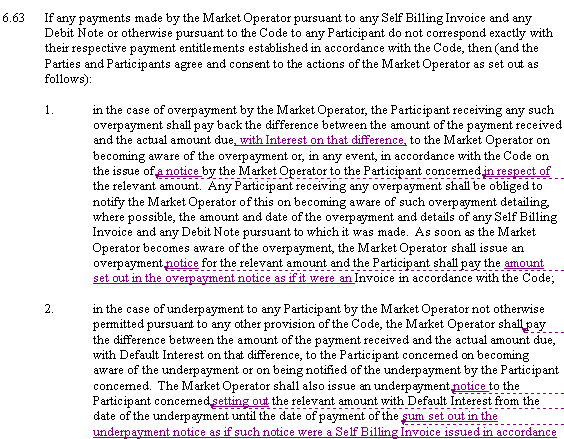 6.63 If any payments made by the Market Operator pursuant to any Self Billing Invoice and any
Debit Note or otherwise pursuant to the Code to any Participant do not correspond exactly with
their respective payment entitlements established in accordance with the Code, then (and the
Parties and Participants agree and consent to the actions of the Market Operator as set out as
follows):
1. in the case of overpayment by the Market Operator, the Participant receiving any such
overpayment shall pay back the difference between the amount of the payment received
and the actual amount due, with Interest on that difference, to the Market Operator on
becoming aware of the overpayment or, in any event, in accordance with the Code on
the issue of a notice by the Market Operator to the Participant concerned in respect of
the relevant amount. Any Participant receiving any overpayment shall be obliged to
notify the Market Operator of this on becoming aware of such overpayment detailing,
where possible, the amount and date of the overpayment and details of any Self Billing
Invoice and any Debit Note pursuant to which it was made. As soon as the Market
Operator becomes aware of the overpayment, the Market Operator shall issue an
overpayment notice for the relevant amount and the Participant shall pay the amount
set out in the overpayment notice as if it were an Invoice in accordance with the Code;
2. in the case of underpayment to any Participant by the Market Operator not otherwise
permitted pursuant to any other provision of the Code, the Market Operator shall pay
the difference between the amount of the payment received and the actual amount due,
with Default Interest on that difference, to the Participant concerned on becoming
aware of the underpayment or on being notified of the underpayment by the Participant
concerned. The Market Operator shall also issue an underpayment notice to the
Participant concerned setting out the relevant amount with Default Interest from the
date of the underpayment until the date of payment of the sum set out in the
underpayment notice as if such notice were a Self Billing Invoice issued in accordance